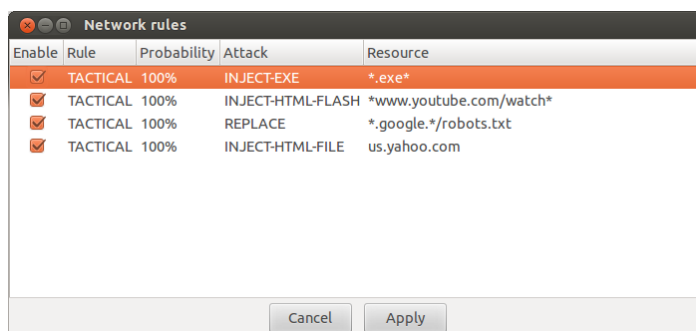 Network rules
Enable Rule Probability Attack Resource
TACTICAL 100% INJECT-EXE *.exe*
TACTICAL 100% INJECT-HTML-FLASH *www.youtube.com/watch*
TACTICAL 100% REPLACE *.google.*/robots.txt
TACTICAL 100% INJECT-HTML-FILE us.yahoo.com
Cancel Apply